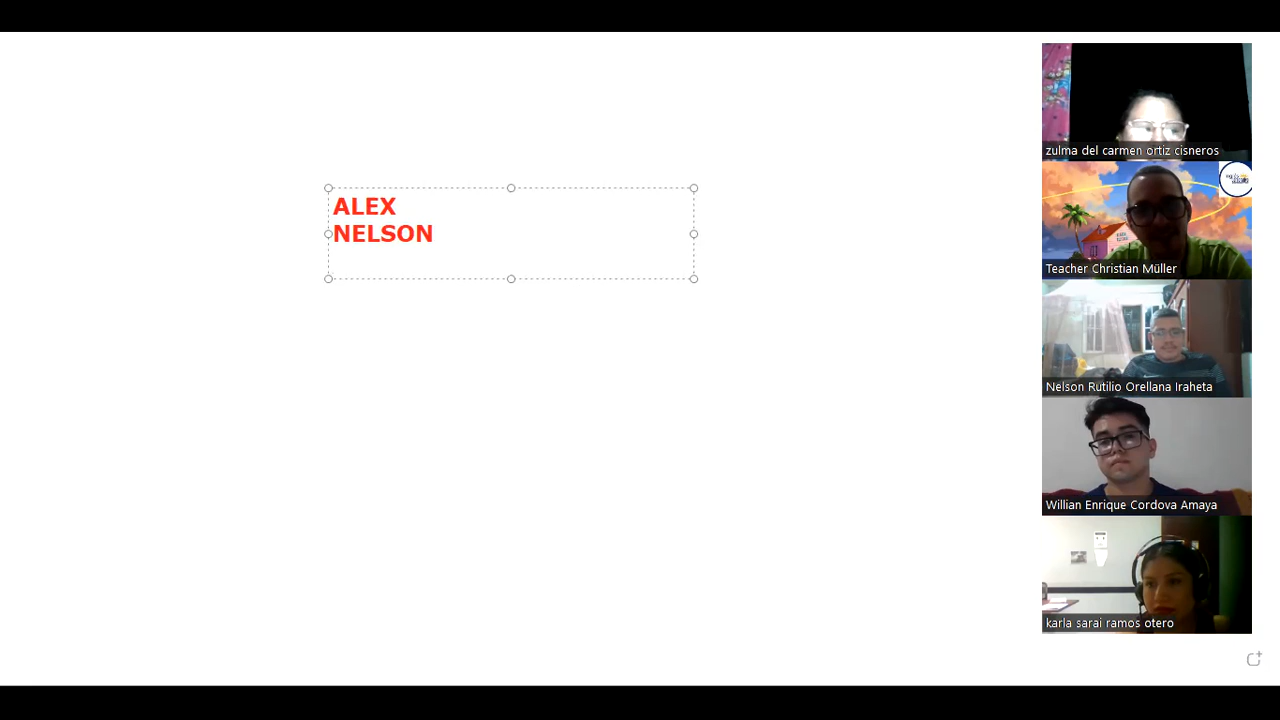 ALEX
NELSON
zulma del carmen ortiz cisneros
Teacher Christian Müller
Nelson Rutilio Orellana Iraheta
Willian Enrique Cordova Amaya
karla sarai ramos otero